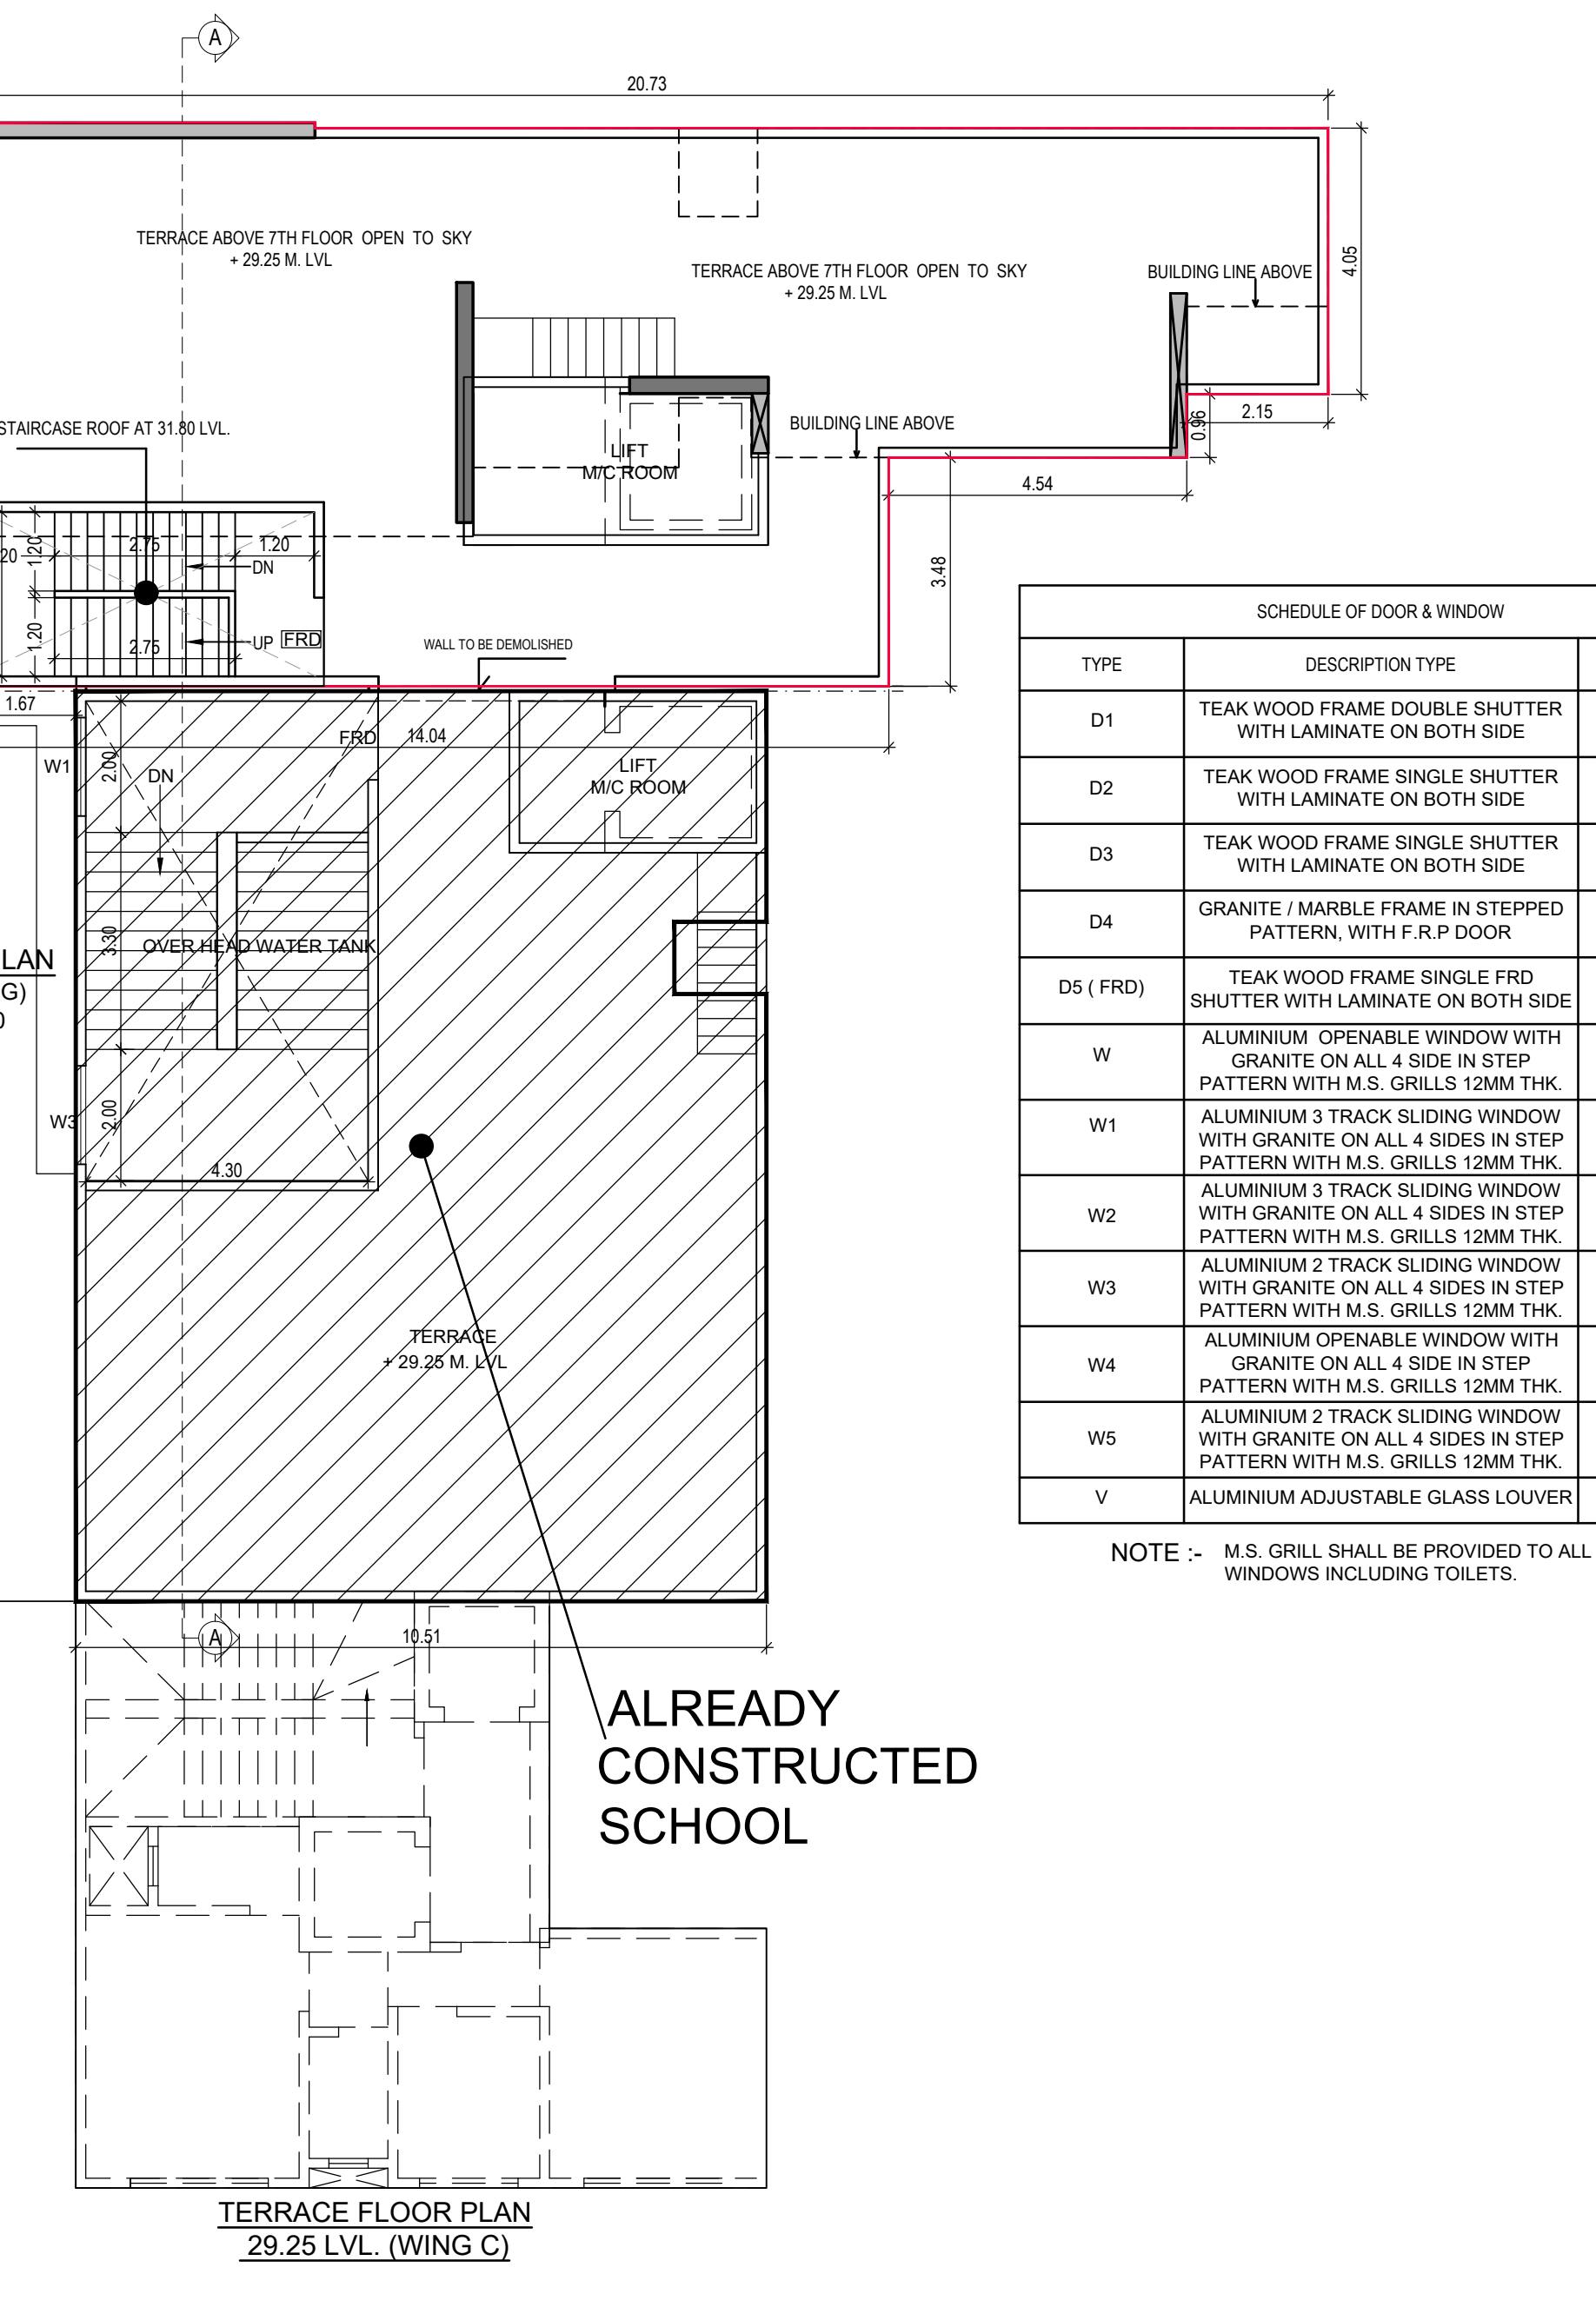 A
20.73
TERRACE ABOVE 7TH FLOOR OPEN TO SKY
+ 29.25 M. LVL
TERRACE ABOVE 7TH FLOOR OPEN TO SKY
+ 29.25 M. LVL
BUILDING LINE ABOVE
4.05
2.15
0.96
BUILDING LINE ABOVE
4.54
3.48
STAIRCASE ROOF AT 31.80 LVL.
LIFT
M/C ROOM
20
1.20
2.75
1.20
DN
1.20
2.75
UP
FRD
WALL TO BE DEMOLISHED
1.67
14.04
FRD
W1
2.00
DN
LIFT
M/C ROOM
3.30
OVER HEAD WATER TANK
LAN
G)
0
W3
2.00
4.30
TERRACE
+ 29.25 M. LVL
A
10.51
ALREADY
CONSTRUCTED
SCHOOL
TERRACE FLOOR PLAN
29.25 LVL. (WING C)
SCHEDULE OF DOOR & WINDOW
TYPE
DESCRIPTION TYPE
D1
TEAK WOOD FRAME DOUBLE SHUTTER
WITH LAMINATE ON BOTH SIDE
D2
TEAK WOOD FRAME SINGLE SHUTTER
WITH LAMINATE ON BOTH SIDE
D3
TEAK WOOD FRAME SINGLE SHUTTER
WITH LAMINATE ON BOTH SIDE
D4
GRANITE / MARBLE FRAME IN STEPPED
PATTERN, WITH F.R.P DOOR
D5 ( FRD)
TEAK WOOD FRAME SINGLE FRD
SHUTTER WITH LAMINATE ON BOTH SIDE
W
ALUMINIUM OPENABLE WINDOW WITH
GRANITE ON ALL 4 SIDE IN STEP
PATTERN WITH M.S. GRILLS 12MM THK.
W1
ALUMINIUM 3 TRACK SLIDING WINDOW
WITH GRANITE ON ALL 4 SIDES IN STEP
PATTERN WITH M.S. GRILLS 12MM THK.
W2
ALUMINIUM 3 TRACK SLIDING WINDOW
WITH GRANITE ON ALL 4 SIDES IN STEP
PATTERN WITH M.S. GRILLS 12MM THK.
W3
ALUMINIUM 2 TRACK SLIDING WINDOW
WITH GRANITE ON ALL 4 SIDES IN STEP
PATTERN WITH M.S. GRILLS 12MM THK.
W4
ALUMINIUM OPENABLE WINDOW WITH
GRANITE ON ALL 4 SIDE IN STEP
PATTERN WITH M.S. GRILLS 12MM THK.
W5
ALUMINIUM 2 TRACK SLIDING WINDOW
WITH GRANITE ON ALL 4 SIDES IN STEP
PATTERN WITH M.S. GRILLS 12MM THK.
V
ALUMINIUM ADJUSTABLE GLASS LOUVER
NOTE :- M.S. GRILL SHALL BE PROVIDED TO ALL
WINDOWS INCLUDING TOILETS.